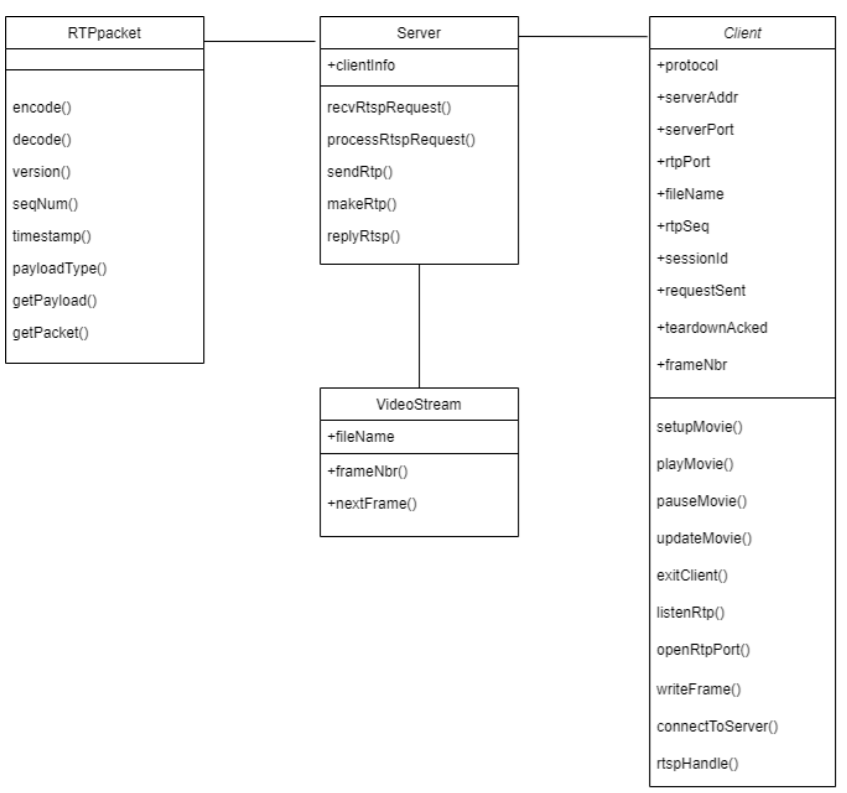 RTPpacket
encode()
decode()
version()
seqNum()
timestamp()
payloadType()
getPayload()
getPacket()
Server
+clientInfo
recvRtspRequest()
processRtspRequest()
sendRtp()
makeRtp()
replyRtsp()
VideoStream
+fileName
+frameNbr()
+nextFrame()
Client
+protocol
+serverAddr
+serverPort
+rtpPort
+fileName
+rtpSeq
+sessionId
+requestSent
+teardownAcked
+frameNbr
setupMovie()
playMovie()
pauseMovie()
updateMovie()
exitClient()
listenRtp()
openRtpPort()
writeFrame()
connectToServer()
rtspHandle()